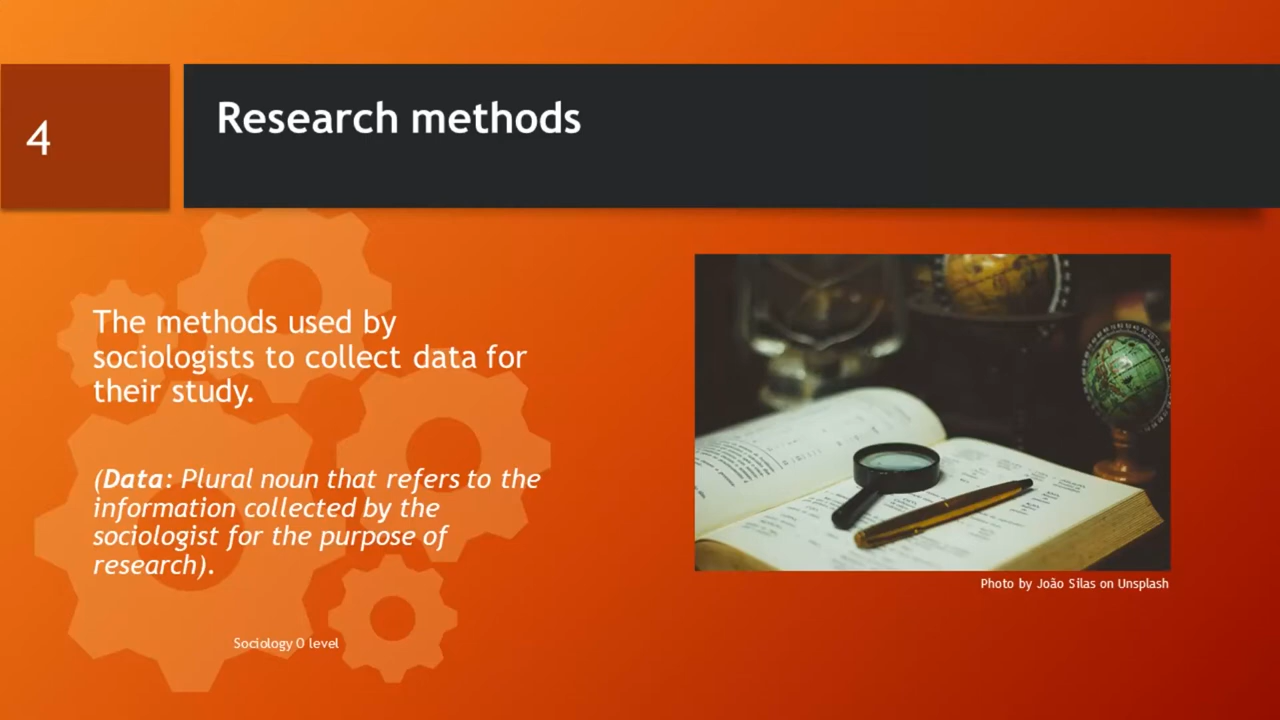 4
Research methods
The methods used by
sociologists to collect data for
their study.
(Data: Plural noun that refers to the
information collected by the
sociologist for the purpose of
research).
Photo by João Silas on Unsplash
Sociology O level